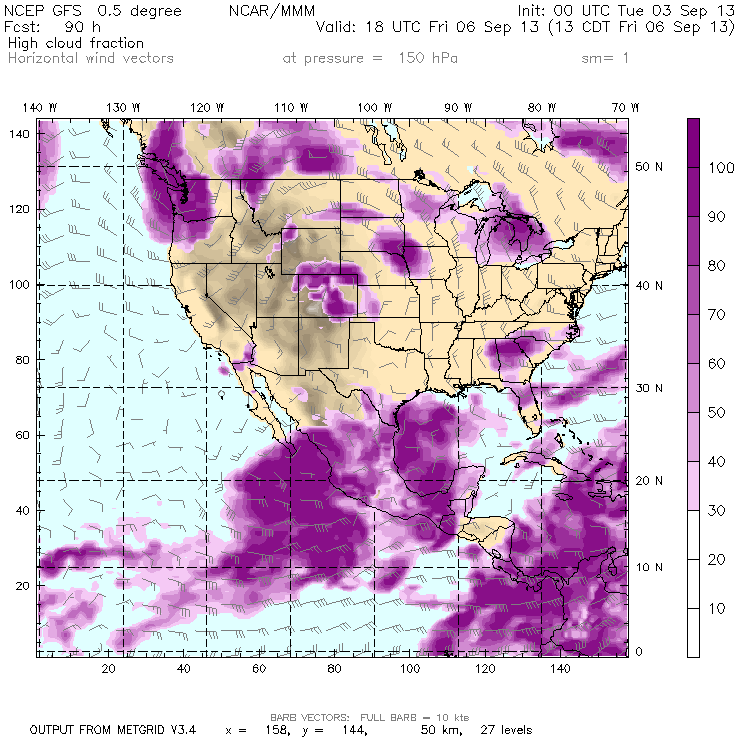 NCEP GFS 0.5 degree NCAR/MMM Init: 00 UTC Tue 03 Sep 13
Fcst: 90 h Valid: 18 UTC Fri 06 Sep 13 (13 CDT Fri 06 Sep 13)
High cloud fraction
Horizontal wind vectors at pressure = 150 hPa sm= 1
140 W 130 W 120 W 110 W 100 W 90 W 80 W 70 W
140
120
100
80
60
40
20
50 N
40 N
30 N
20 N
10 N
0
100
90
80
70
60
50
40
30
20
10
20 40 60 80 100 120 140
BARB VECTORS: FULL BARB = 10 kts
OUTPUT FROM METGRID V3.4 x = 158, y = 144, 50 km, 27 levels